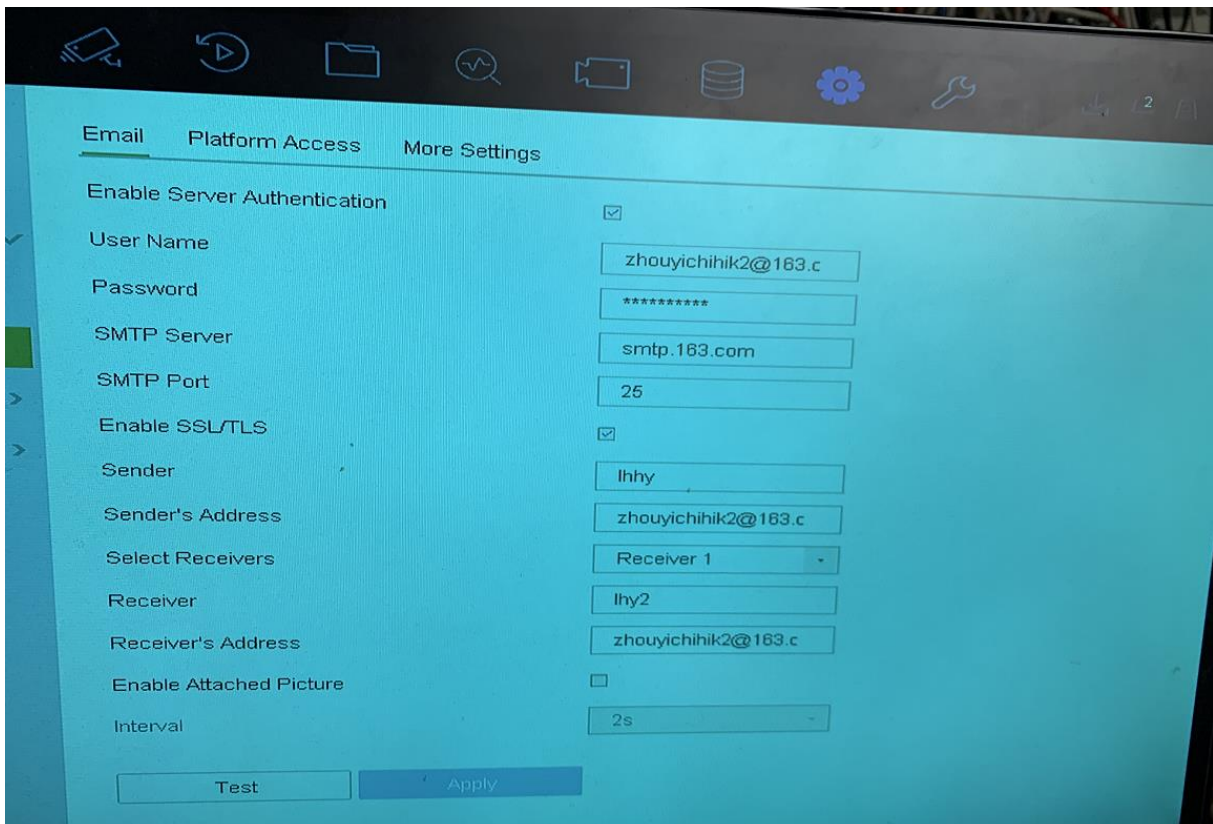 2
Email Platform Access More Settings
Enable Server Authentication
User Name zhouyichihik2@163.c
Password **********
SMTP Server smtp.163.com
SMTP Port 25
Enable SSL/TLS
Sender lhhy
Sender's Address zhouyichihik2@163.c
Select Receivers Receiver 1
Receiver lhy2
Receiver's Address zhouyichihik2@163.c
Enable Attached Picture
Interval 2s
Test Apply